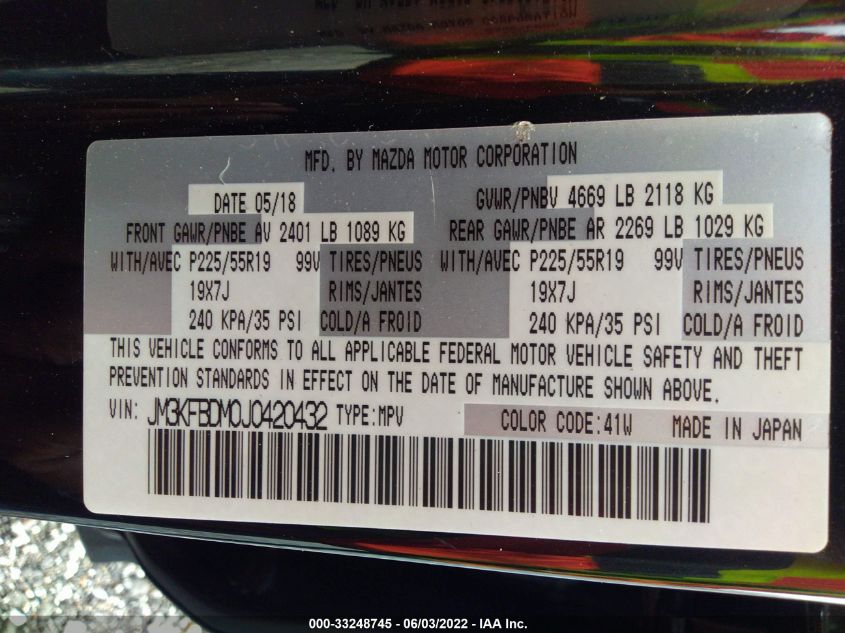 MFD. BY MAZDA MOTOR CORPORATION
DATE 05/18 GVWR/PNBV 4669 LB 2118 KG
FRONT GAWR/PNBE AV 2401 LB 1089 KG REAR GAWR/PNBE AR 2269 LB 1029 KG
WITH/AVEC P225/55R19 99V TIRES/PNEUS WITH/AVEC P225/55R19 99V TIRES/PNEUS
19X7J RIMS/JANTES 19X7J RIMS/JANTES
240 KPA/35 PSI COLD/A FROID 240 KPA/35 PSI COLD/A FROID
THIS VEHICLE CONFORMS TO ALL APPLICABLE FEDERAL MOTOR VEHICLE SAFETY AND THEFT
PREVENTION STANDARDS IN EFFECT ON THE DATE OF MANUFACTURE SHOWN ABOVE.
VIN: JM3KFBDM0J0420432 TYPE:MPV COLOR CODE:41W MADE IN JAPAN
000-33248745 - 06/03/2022 - IAA Inc.